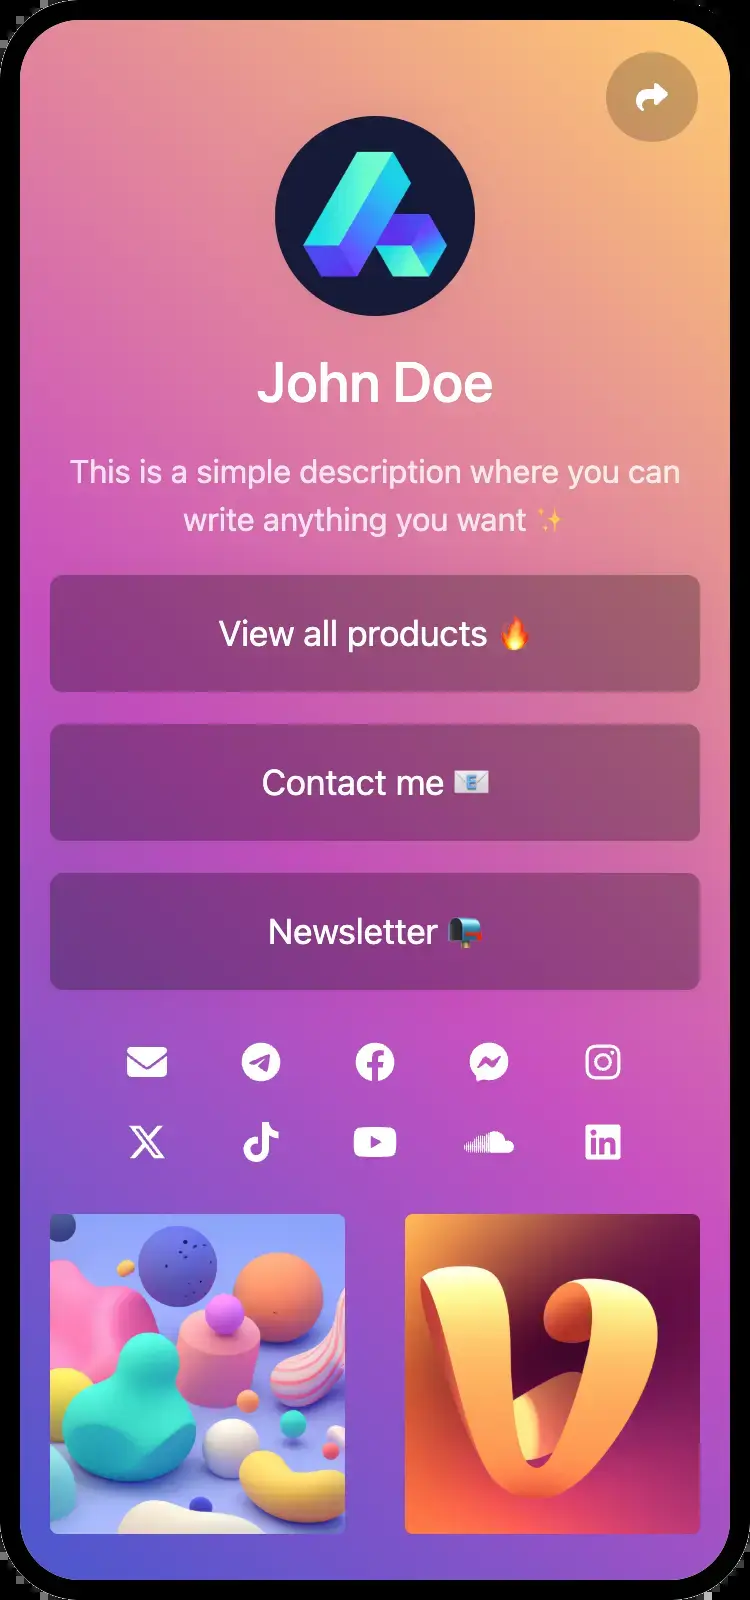 John Doe
This is a simple description where you can
write anything you want ✨
View all products 🔥
Contact me 📧
Newsletter 📭